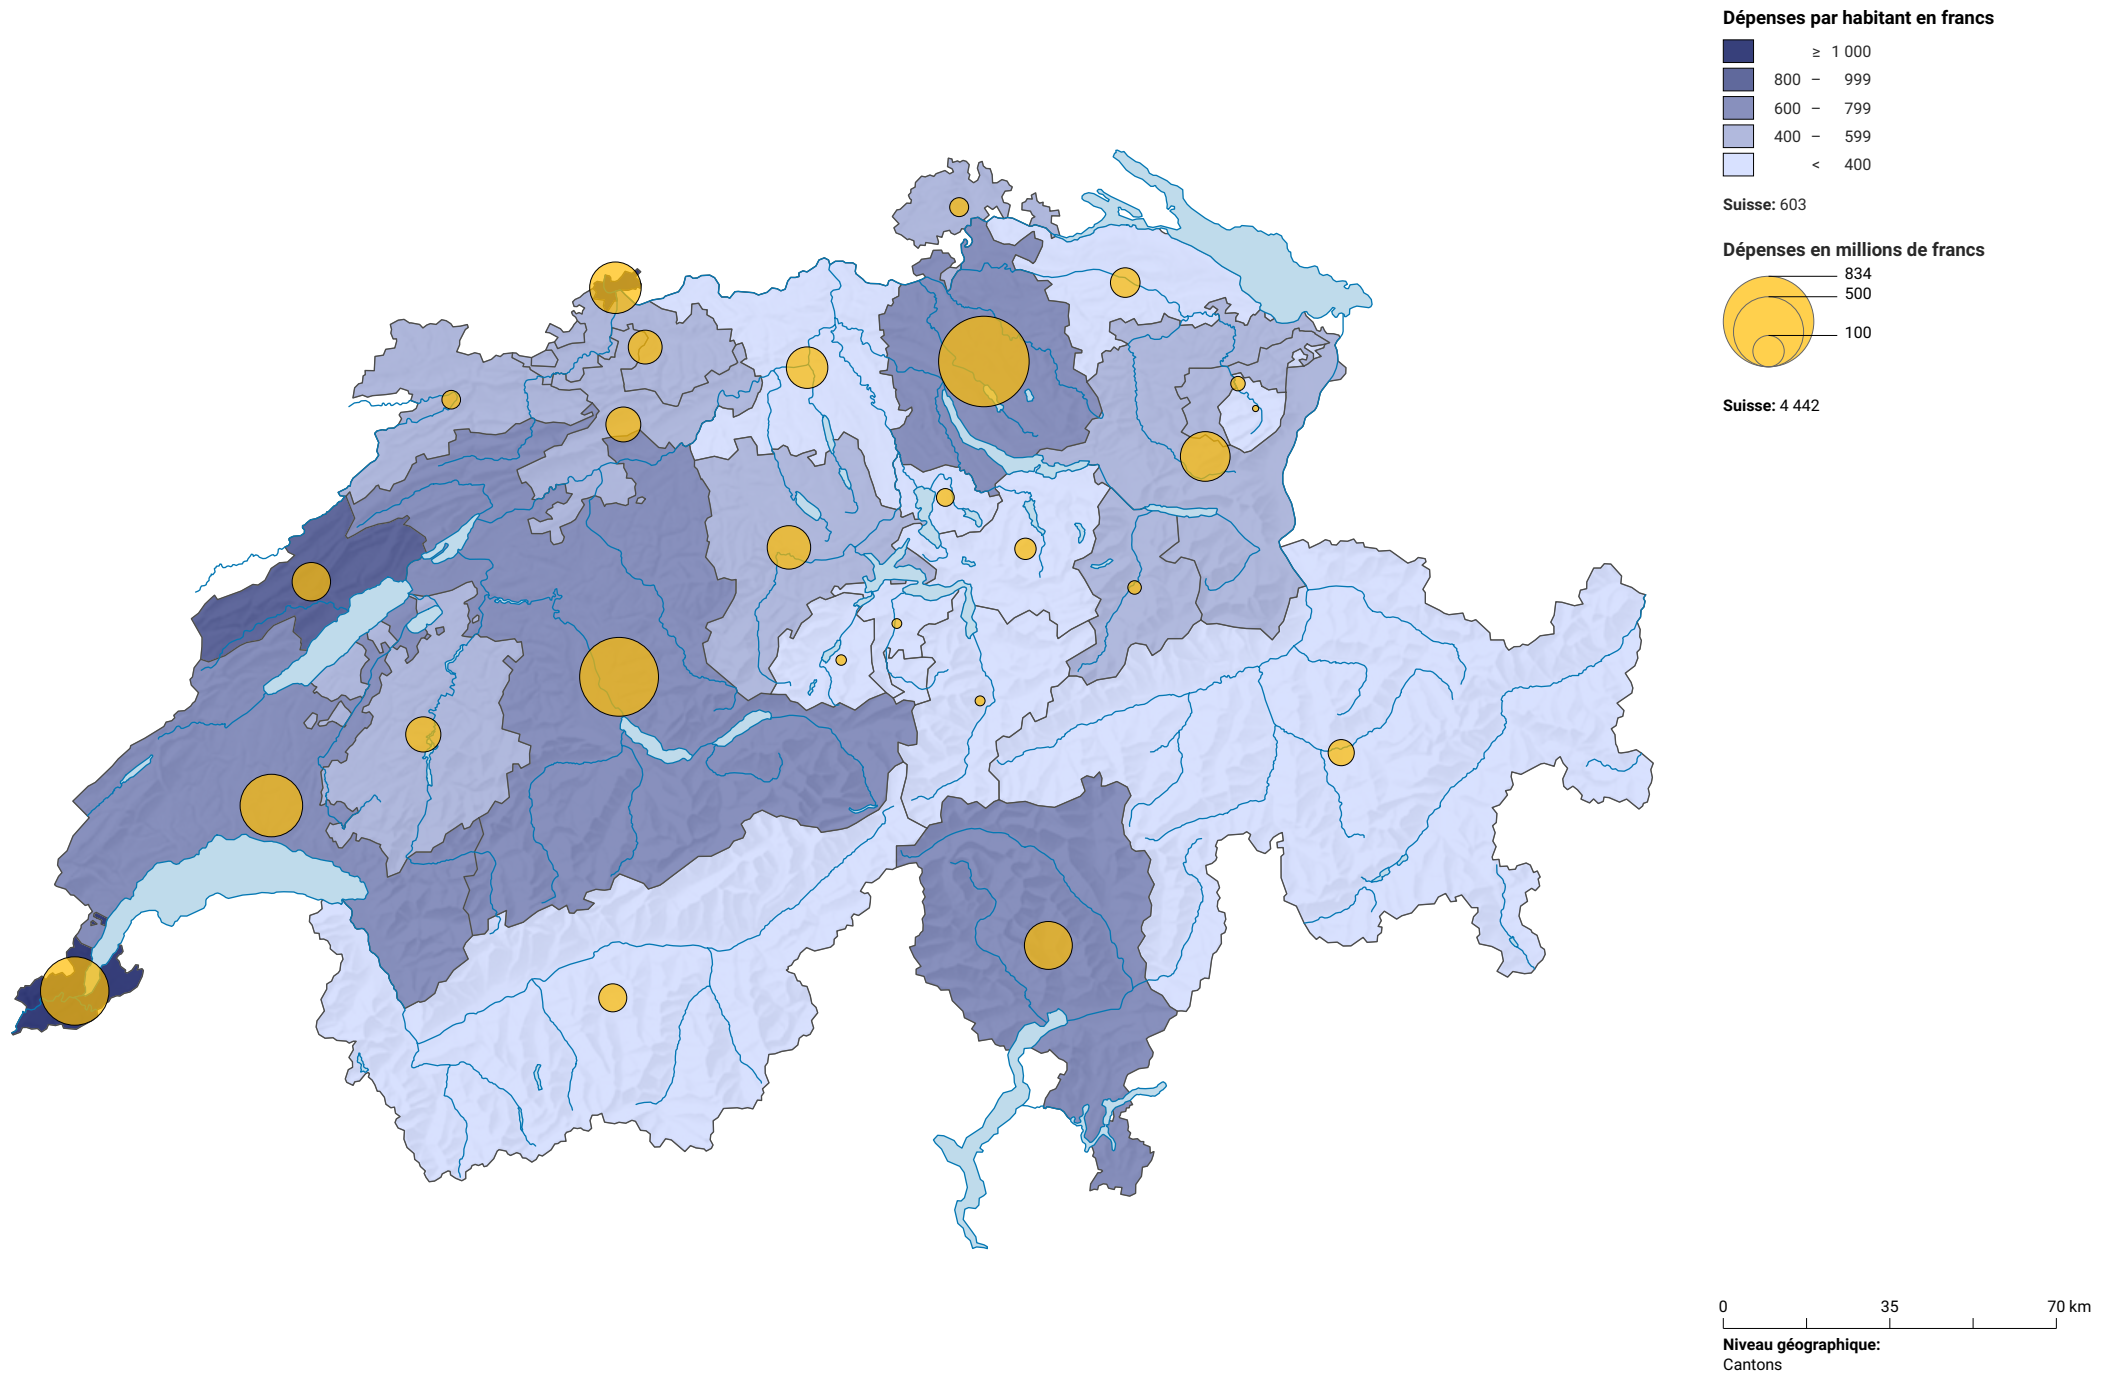 Dépenses par habitant en francs
≥ 1 000
800 – 999
600 – 799
400 – 599
< 400
Suisse: 603
Dépenses en millions de francs
834
500
100
Suisse: 4 442
0 35 70 km
Niveau géographique:
Cantons